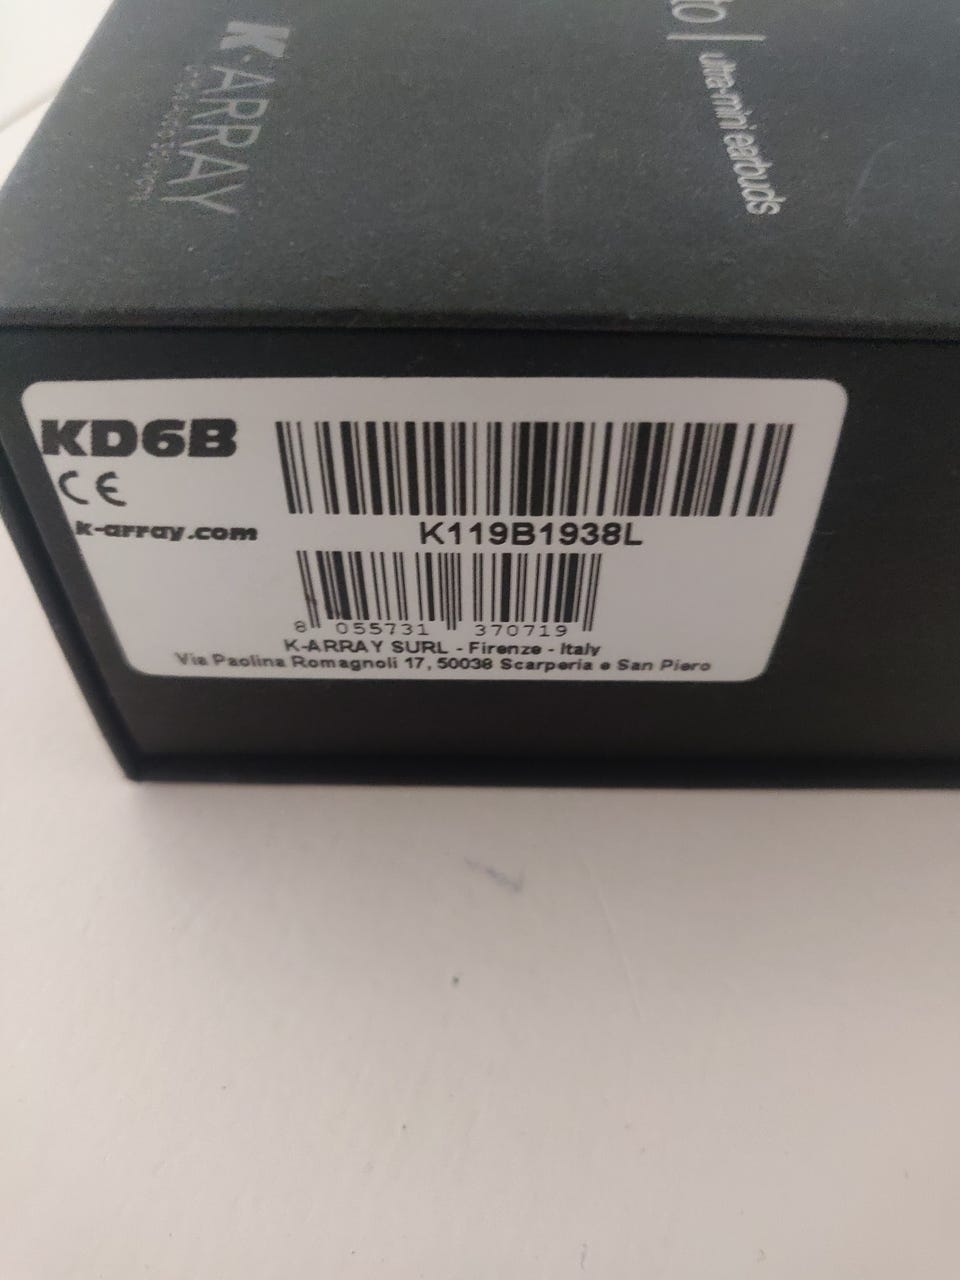 K-ARRAY
to | ultra-mini earbuds
KD6B
CE
k-array.com
K119B1938L
8 055731 370719
K-ARRAY SURL - Firenze - Italy
Via Paolina Romagnoli 17, 50038 Scarperia e San Piero